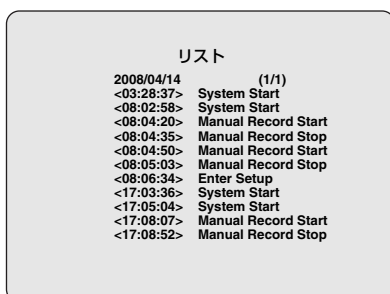 リスト
2008/04/14 (1/1)
<03:28:37> System Start
<08:02:58> System Start
<08:04:20> Manual Record Start
<08:04:35> Manual Record Stop
<08:04:50> Manual Record Start
<08:05:03> Manual Record Stop
<08:06:34> Enter Setup
<17:03:36> System Start
<17:05:04> System Start
<17:08:07> Manual Record Start
<17:08:52> Manual Record Stop